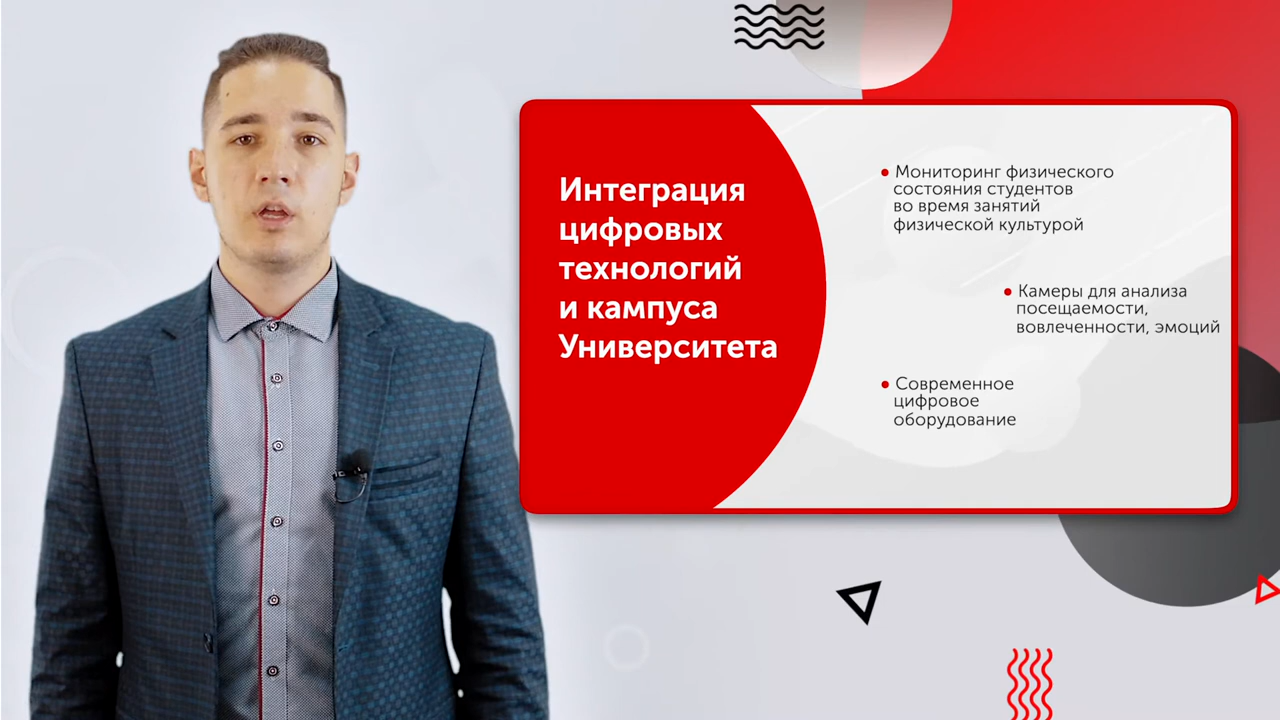 Интеграция
цифровых
технологий
и кампуса
Университета
Мониторинг физического
состояния студентов
во время занятий
физической культурой
Камеры для анализа
посещаемости,
вовлеченности, эмоций
Современное
цифровое
оборудование